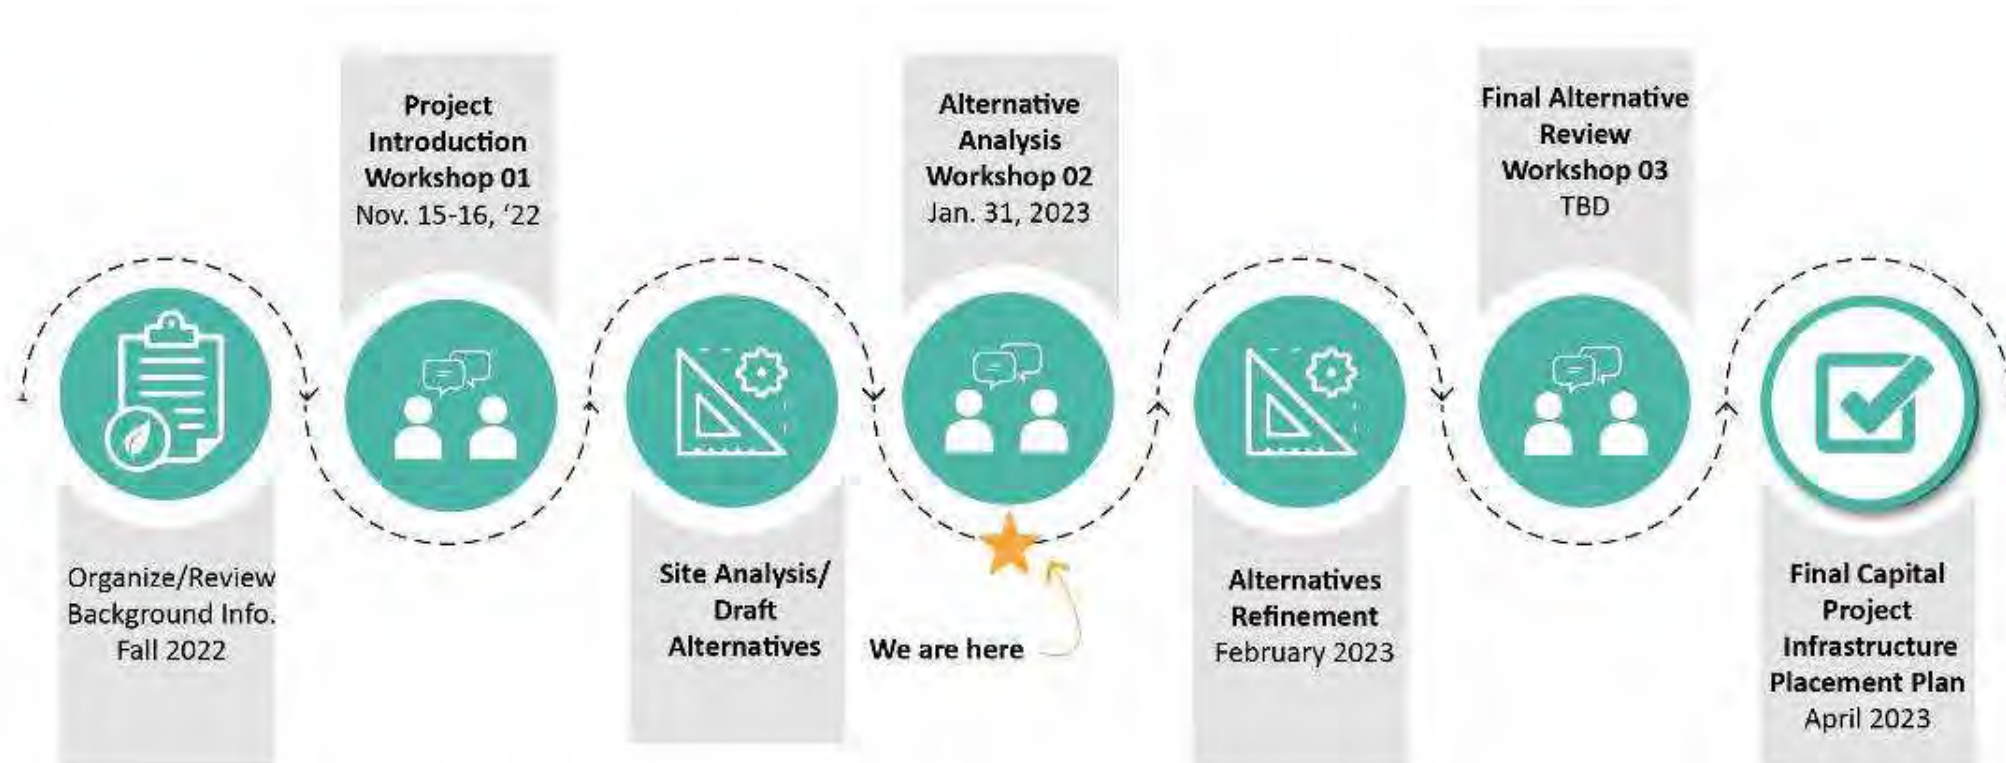 Organize/Review
Background Info.
Fall 2022
Project
Introduction
Workshop 01
Nov. 15-16, ‘22
Site Analysis/
Draft
Alternatives
Alternative
Analysis
Workshop 02
Jan. 31, 2023
We are here
Alternatives
Refinement
February 2023
Final Alternative
Review
Workshop 03
TBD
Final Capital
Project
Infrastructure
Placement Plan
April 2023